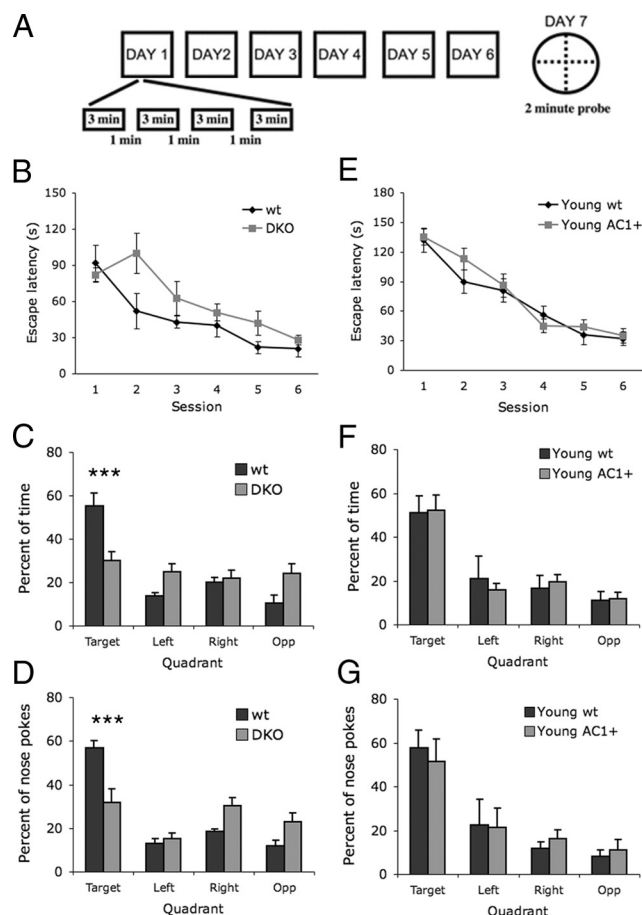 A
DAY 1 DAY2 DAY 3 DAY 4 DAY 5 DAY 6
DAY 7
3 min 3 min 3 min 3 min
1 min 1 min 1 min
2 minute probe
B
150
120
90
60
30
0
Escape latency (s)
wt
DKO
1 2 3 4 5 6
Session
E
180
150
120
90
60
30
0
Escape latency (s)
Young wt
Young AC1+
1 2 3 4 5 6
Session
C
80
60
40
20
0
Percent of time
***
wt
DKO
Target Left Right Opp
Quadrant
F
80
60
40
20
0
Percent of time
Young wt
Young AC1+
Target Left Right Opp
Quadrant
D
80
60
40
20
0
Percent of nose pokes
***
wt
DKO
Target Left Right Opp
Quadrant
G
80
60
40
20
0
Percent of nose pokes
Young wt
Young AC1+
Target Left Right Opp
Quadrant